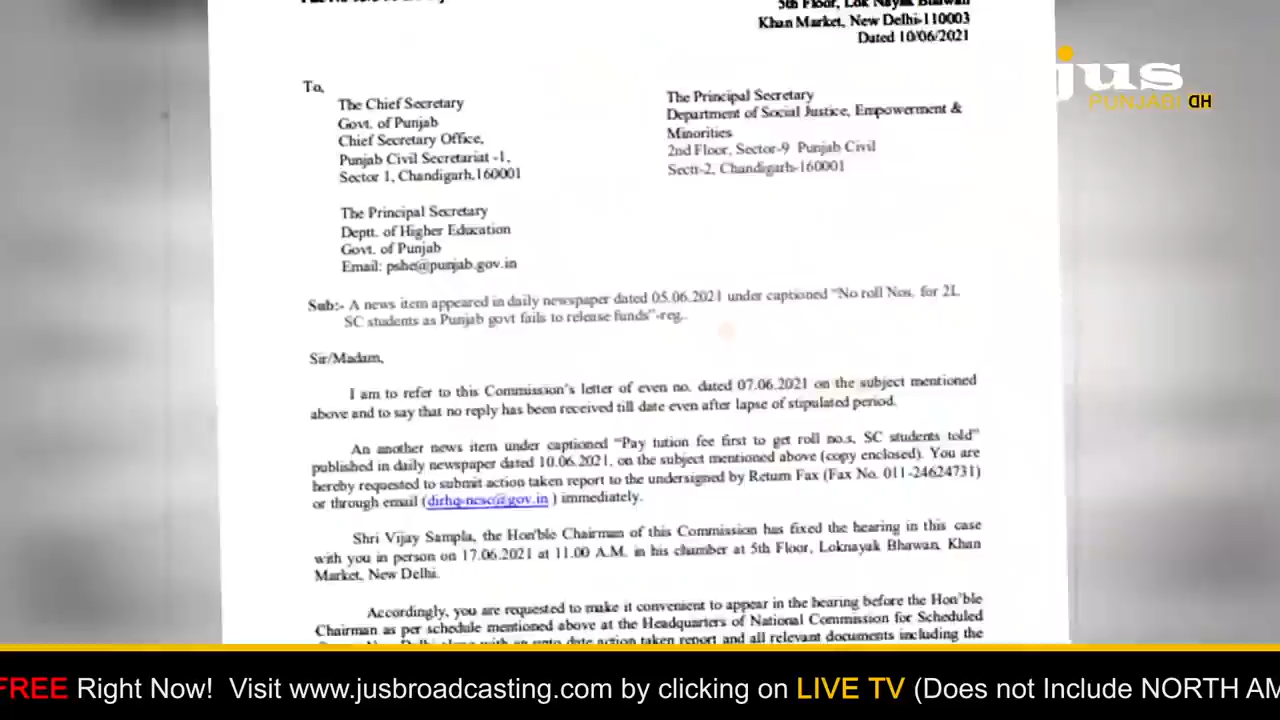 5th Floor, Lok Nayak Bhawan
Khan Market, New Delhi-110003
Dated 10/06/2021
jus
PUNJABI HD
To,
The Chief Secretary
Govt. of Punjab
Chief Secretary Office,
Punjab Civil Secretariat -1,
Sector 1, Chandigarh,160001
The Principal Secretary
Department of Social Justice, Empowerment &
Minorities
2nd Floor, Sector-9 Punjab Civil
Sectt-2, Chandigarh-160001
The Principal Secretary
Deptt. of Higher Education
Govt. of Punjab
Email: pshe@punjab.gov.in
Sub:- A news item appeared in daily newspaper dated 05.06.2021 under captioned "No roll Nos. for 2L
SC students as Punjab govt fails to release funds"-reg..
Sir/Madam,
I am to refer to this Commission's letter of even no. dated 07.06.2021 on the subject mentioned
above and to say that no reply has been received till date even after lapse of stipulated period.
An another news item under captioned "Pay tution fee first to get roll no.s, SC students told"
published in daily newspaper dated 10.06.2021, on the subject mentioned above (copy enclosed). You are
hereby requested to submit action taken report to the undersigned by Return Fax (Fax No. 011-24624731)
or through email (dirhq-ncsc@gov.in ) immediately.
Shri Vijay Sampla, the Hon'ble Chairman of this Commission has fixed the hearing in this case
with you in person on 17.06.2021 at 11.00 A.M. in his chamber at 5th Floor, Loknayak Bhawan, Khan
Market, New Delhi.
Accordingly, you are requested to make it convenient to appear in the hearing before the Hon'ble
Chairman as per schedule mentioned above at the Headquarters of National Commission for Scheduled
action taken report and all relevant documents including the
FREE Right Now! Visit www.jusbroadcasting.com by clicking on LIVE TV (Does not Include NORTH AM